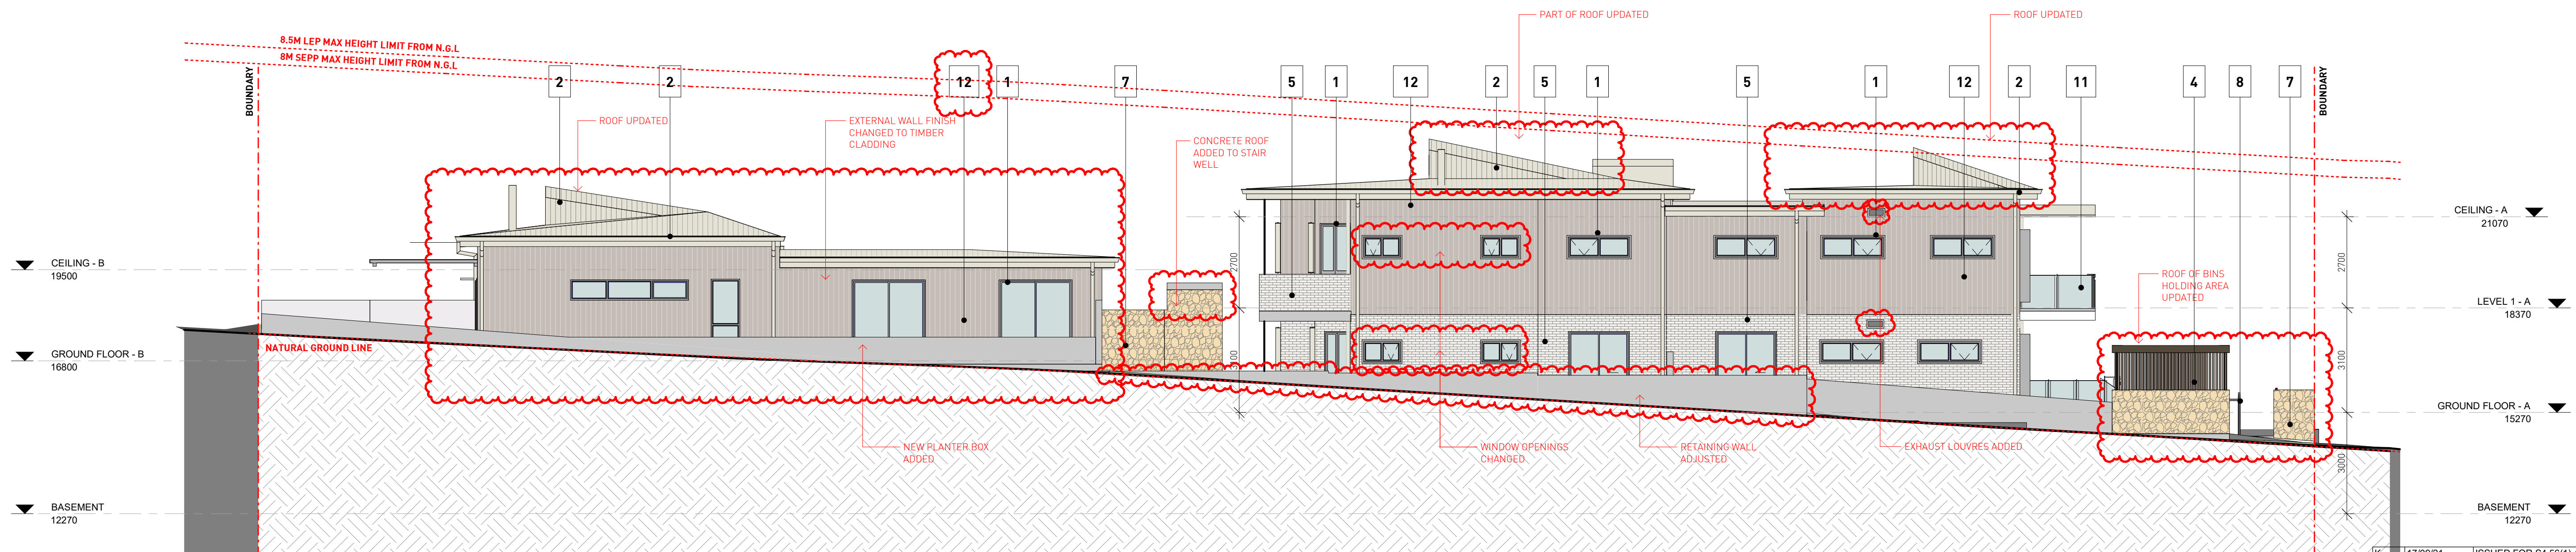 PART OF ROOF UPDATED
ROOF UPDATED
8.5M LEP MAX HEIGHT LIMIT FROM N.G.L
8M SEPP MAX HEIGHT LIMIT FROM N.G.L
BOUNDARY
BOUNDARY
2
2
12
1
7
5
1
12
2
5
1
5
1
12
2
11
4
8
7
ROOF UPDATED
EXTERNAL WALL FINISH
CHANGED TO TIMBER
CLADDING
CONCRETE ROOF
ADDED TO STAIR
WELL
CEILING - A
21070
CEILING - B
19500
2700
2700
ROOF OF BINS
HOLDING AREA
UPDATED
LEVEL 1 - A
18370
NATURAL GROUND LINE
GROUND FLOOR - B
16800
3100
3100
GROUND FLOOR - A
15270
NEW PLANTER BOX
ADDED
WINDOW OPENINGS
CHANGED
RETAINING WALL
ADJUSTED
EXHAUST LOUVRES ADDED
3000
BASEMENT
12270
BASEMENT
12270